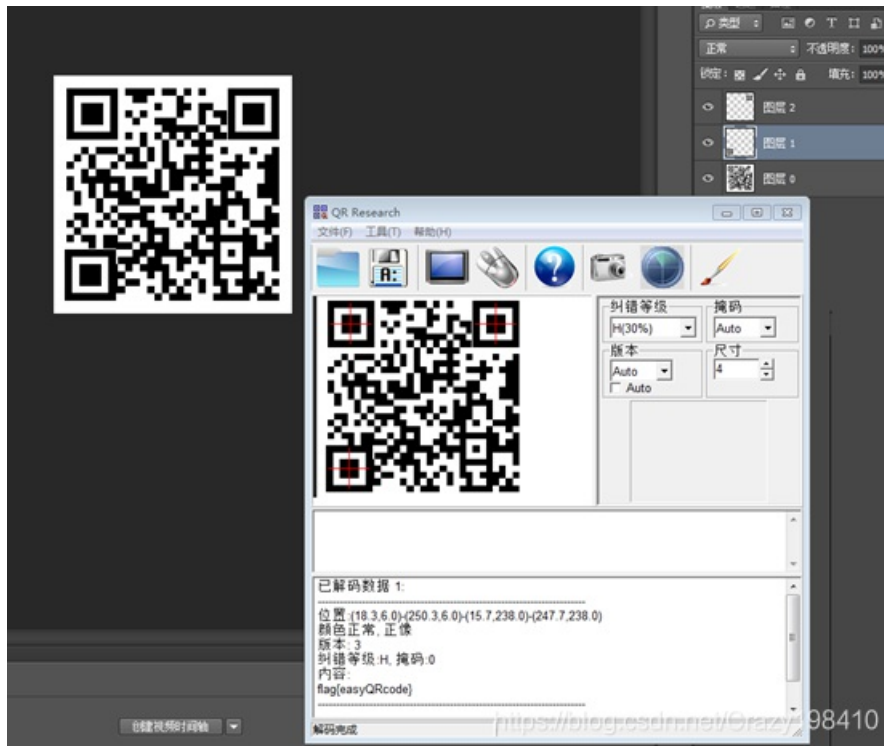 类型
T
正常
不透明度: 100%
锁定:
填充: 100%
图层 2
图层 1
图层 0
QR Research
文件(F) 工具(T) 帮助(H)
A:
?
纠错等级
掩码
H(30%)
Auto
版本
尺寸
Auto
4
Auto
已解码数据 1:
位置:(18.3,6.0)-(250.3,6.0)-(15.7,238.0)-(247.7,238.0)
颜色正常, 正像
版本: 3
纠错等级:H, 掩码:0
内容:
flag{easyQRcode}
解码完成
创建视频时间轴
https://blog.csdn.net/Crazy198410